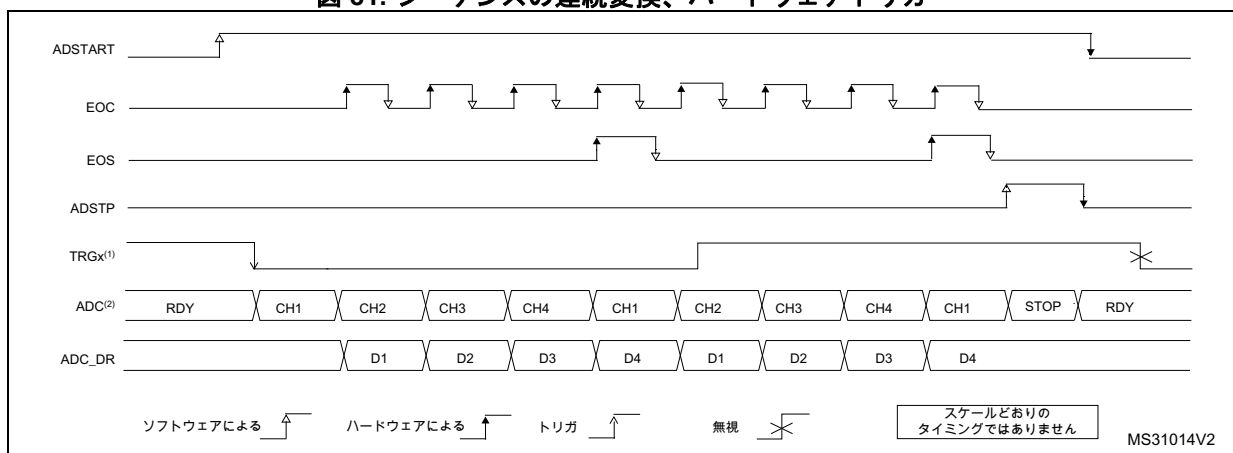 ADSTART
EOC
EOS
ADSTP
TRGx(1)
ADC(2) RDY CH1 CH2 CH3 CH4 CH1 CH2 CH3 CH4 CH1 STOP RDY
ADC_DR D1 D2 D3 D4 D1 D2 D3 D4
ソフトウェアによる ハードウェアによる トリガ 無視
スケールどおりの
タイミングではありません
MS31014V2